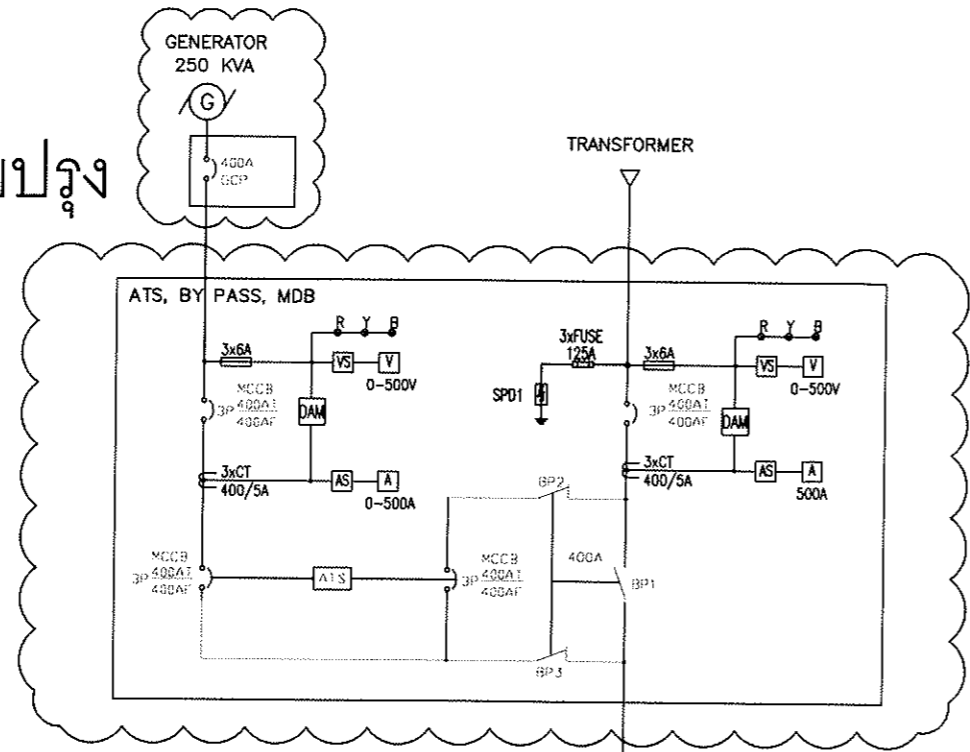 GENERATOR
250 KVA
G
400A
GCP
ปรุง
TRANSFORMER
ATS, BY PASS, MDB
R Y B
3x6A
VS
V
0-500V
MCCB
3P 400AT
400AF
DAM
3xCT
400/5A
AS
A
0-500A
3xFUSE
125A
SPD1
R Y B
3x6A
VS
V
0-500V
MCCB
3P 400AT
400AF
DAM
3xCT
400/5A
AS
A
500A
BP2
MCCB
3P 400AT
400AF
ATS
MCCB
3P 400AT
400AF
400A
BP1
BP3